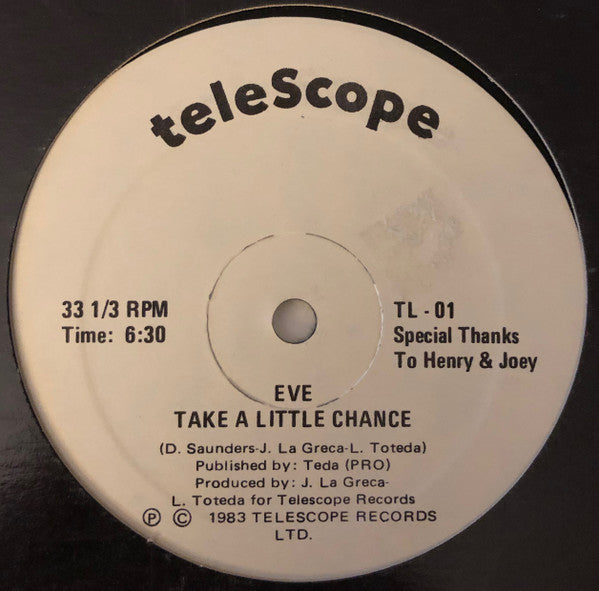 teleScope
33 1/3 RPM
Time: 6:30
TL - 01
Special Thanks
To Henry & Joey
EVE
TAKE A LITTLE CHANCE
(D. Saunders-J. La Greca-L. Toteda)
Published by: Teda (PRO)
Produced by: J. La Greca-
L. Toteda for Telescope Records
Ⓟ © 1983 TELESCOPE RECORDS
LTD.